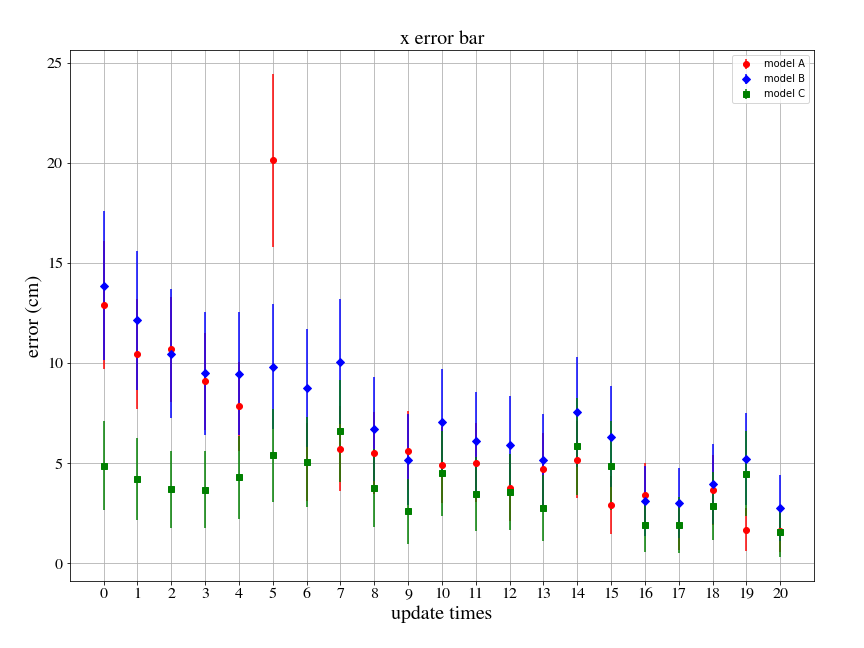 x error bar
25
20
15
10
5
0
error (cm)
model A
model B
model C
0 1 2 3 4 5 6 7 8 9 10 11 12 13 14 15 16 17 18 19 20
update times